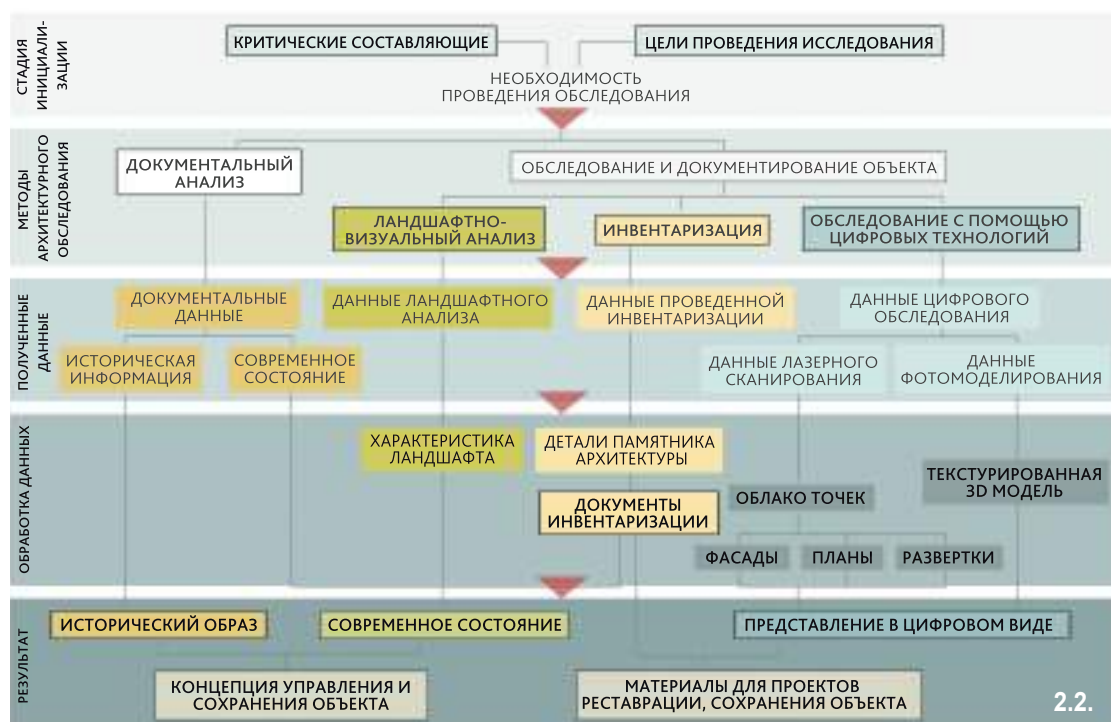 СТАДИЯ
ИНИЦИАЛИ-
ЗАЦИИ
КРИТИЧЕСКИЕ СОСТАВЛЯЮЩИЕ
ЦЕЛИ ПРОВЕДЕНИЯ ИССЛЕДОВАНИЯ
НЕОБХОДИМОСТЬ
ПРОВЕДЕНИЯ ОБСЛЕДОВАНИЯ
МЕТОДЫ
АРХИТЕКТУРНОГО
ОБСЛЕДОВАНИЯ
ДОКУМЕНТАЛЬНЫЙ
АНАЛИЗ
ОБСЛЕДОВАНИЕ И ДОКУМЕНТИРОВАНИЕ ОБЪЕКТА
ЛАНДШАФТНО-
ВИЗУАЛЬНЫЙ АНАЛИЗ
ИНВЕНТАРИЗАЦИЯ
ОБСЛЕДОВАНИЕ С ПОМОЩЬЮ
ЦИФРОВЫХ ТЕХНОЛОГИЙ
ПОЛУЧЕННЫЕ
ДАННЫЕ
ДОКУМЕНТАЛЬНЫЕ
ДАННЫЕ
ДАННЫЕ ЛАНДШАФТНОГО
АНАЛИЗА
ДАННЫЕ ПРОВЕДЕННОЙ
ИНВЕНТАРИЗАЦИИ
ДАННЫЕ ЦИФРОВОГО
ОБСЛЕДОВАНИЯ
ИСТОРИЧЕСКАЯ
ИНФОРМАЦИЯ
СОВРЕМЕННОЕ
СОСТОЯНИЕ
ДАННЫЕ ЛАЗЕРНОГО
СКАНИРОВАНИЯ
ДАННЫЕ
ФОТОМОДЕЛИРОВАНИЯ
ОБРАБОТКА ДАННЫХ
ХАРАКТЕРИСТИКА
ЛАНДШАФТА
ДЕТАЛИ ПАМЯТНИКА
АРХИТЕКТУРЫ
ДОКУМЕНТЫ
ИНВЕНТАРИЗАЦИИ
ОБЛАКО ТОЧЕК
ТЕКСТУРИРОВАННАЯ
3D МОДЕЛЬ
ФАСАДЫ
ПЛАНЫ
РАЗВЕРТКИ
РЕЗУЛЬТАТ
ИСТОРИЧЕСКИЙ ОБРАЗ
СОВРЕМЕННОЕ СОСТОЯНИЕ
ПРЕДСТАВЛЕНИЕ В ЦИФРОВОМ ВИДЕ
КОНЦЕПЦИЯ УПРАВЛЕНИЯ И
СОХРАНЕНИЯ ОБЪЕКТА
МАТЕРИАЛЫ ДЛЯ ПРОЕКТОВ
РЕСТАВРАЦИИ, СОХРАНЕНИЯ ОБЪЕКТА
2.2.